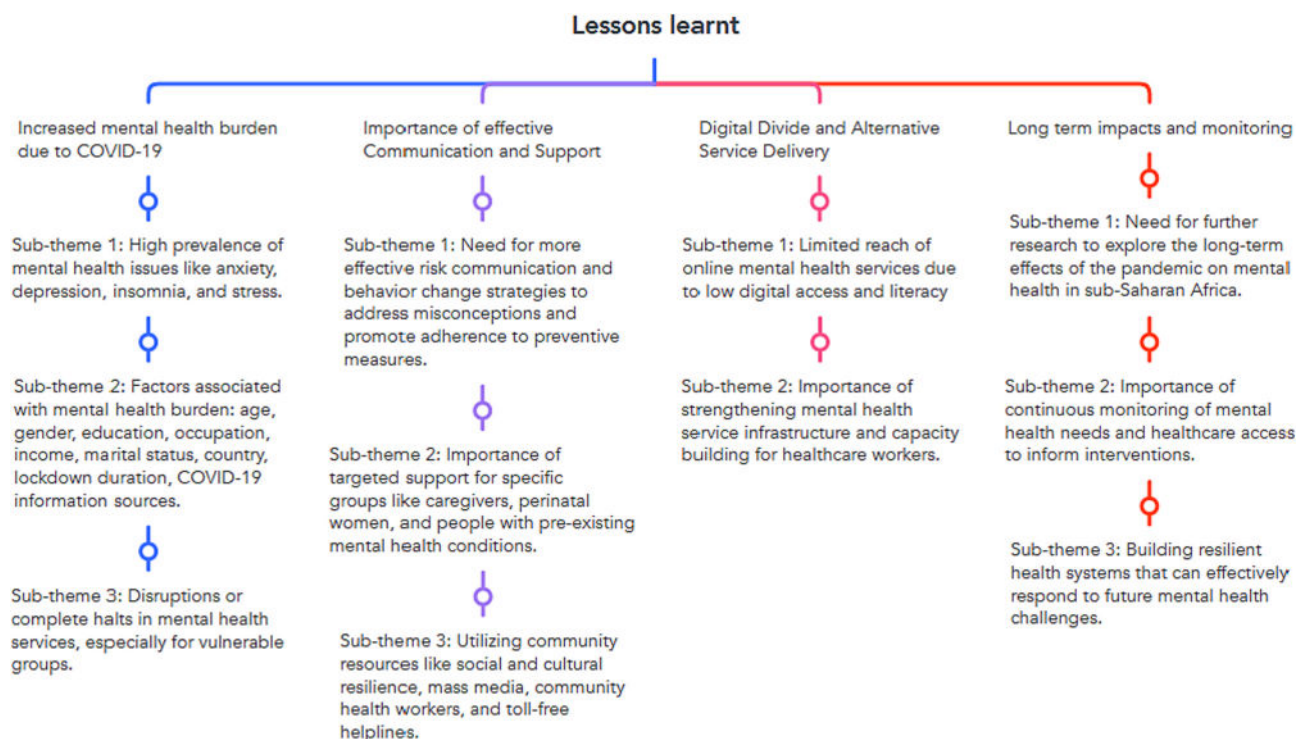 Lessons learnt
Increased mental health burden
due to COVID-19
Sub-theme 1: High prevalence of
mental health issues like anxiety,
depression, insomnia, and stress.
Sub-theme 2: Factors associated
with mental health burden: age,
gender, education, occupation,
income, marital status, country,
lockdown duration, COVID-19
information sources.
Sub-theme 3: Disruptions or
complete halts in mental health
services, especially for vulnerable
groups.
Importance of effective
Communication and Support
Sub-theme 1: Need for more
effective risk communication and
behavior change strategies to
address misconceptions and
promote adherence to preventive
measures.
Sub-theme 2: Importance of
targeted support for specific
groups like caregivers, perinatal
women, and people with pre-existing
mental health conditions.
Sub-theme 3: Utilizing community
resources like social and cultural
resilience, mass media, community
health workers, and toll-free
helplines.
Digital Divide and Alternative
Service Delivery
Sub-theme 1: Limited reach of
online mental health services due
to low digital access and literacy
Sub-theme 2: Importance of
strengthening mental health
service infrastructure and capacity
building for healthcare workers.
Long term impacts and monitoring
Sub-theme 1: Need for further
research to explore the long-term
effects of the pandemic on mental
health in sub-Saharan Africa.
Sub-theme 2: Importance of
continuous monitoring of mental
health needs and healthcare access
to inform interventions.
Sub-theme 3: Building resilient
health systems that can effectively
respond to future mental health
challenges.